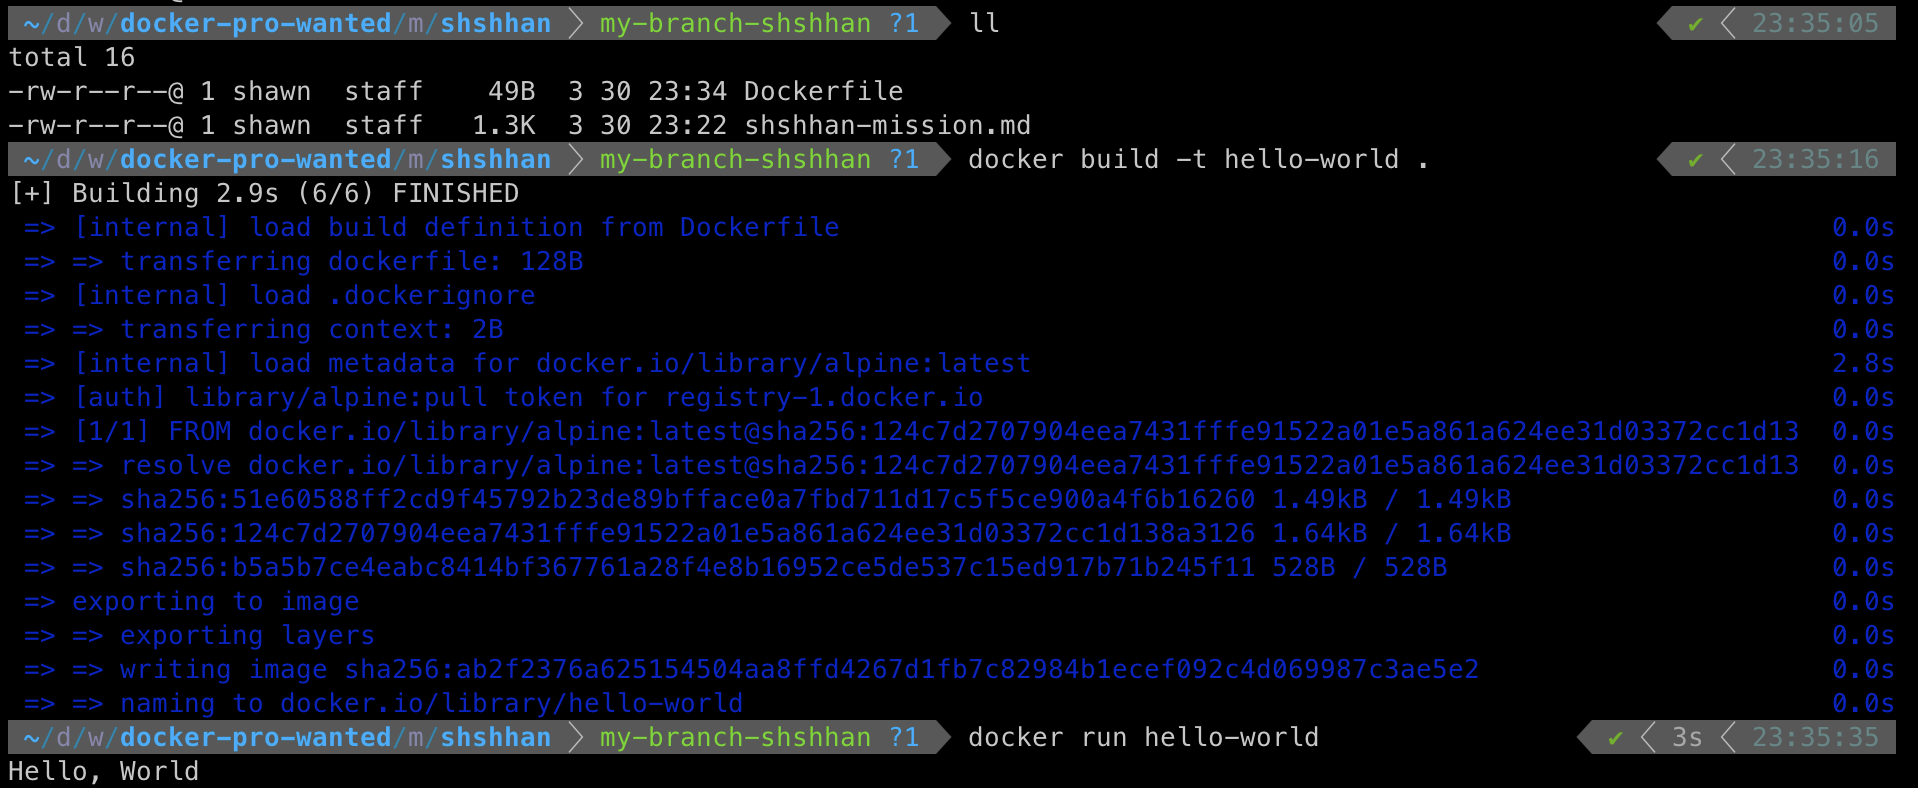 ~/d/w/docker-pro-wanted/m/shshhan my-branch-shshhan ?1 ll ✔ 23:35:05
total 16
-rw-r--r--@ 1 shawn staff 49B 3 30 23:34 Dockerfile
-rw-r--r--@ 1 shawn staff 1.3K 3 30 23:22 shshhan-mission.md
~/d/w/docker-pro-wanted/m/shshhan my-branch-shshhan ?1 docker build -t hello-world . ✔ 23:35:16
[+] Building 2.9s (6/6) FINISHED
=> [internal] load build definition from Dockerfile 0.0s
=> => transferring dockerfile: 128B 0.0s
=> [internal] load .dockerignore 0.0s
=> => transferring context: 2B 0.0s
=> [internal] load metadata for docker.io/library/alpine:latest 2.8s
=> [auth] library/alpine:pull token for registry-1.docker.io 0.0s
=> [1/1] FROM docker.io/library/alpine:latest@sha256:124c7d2707904eea7431fffe91522a01e5a861a624ee31d03372cc1d13 0.0s
=> => resolve docker.io/library/alpine:latest@sha256:124c7d2707904eea7431fffe91522a01e5a861a624ee31d03372cc1d13 0.0s
=> => sha256:51e60588ff2cd9f45792b23de89bfface0a7fbd711d17c5f5ce900a4f6b16260 1.49kB / 1.49kB 0.0s
=> => sha256:124c7d2707904eea7431fffe91522a01e5a861a624ee31d03372cc1d138a3126 1.64kB / 1.64kB 0.0s
=> => sha256:b5a5b7ce4eabc8414bf367761a28f4e8b16952ce5de537c15ed917b71b245f11 528B / 528B 0.0s
=> exporting to image 0.0s
=> => exporting layers 0.0s
=> => writing image sha256:ab2f2376a625154504aa8ffd4267d1fb7c82984b1ecef092c4d069987c3ae5e2 0.0s
=> => naming to docker.io/library/hello-world 0.0s
~/d/w/docker-pro-wanted/m/shshhan my-branch-shshhan ?1 docker run hello-world ✔ 3s 23:35:35
Hello, World